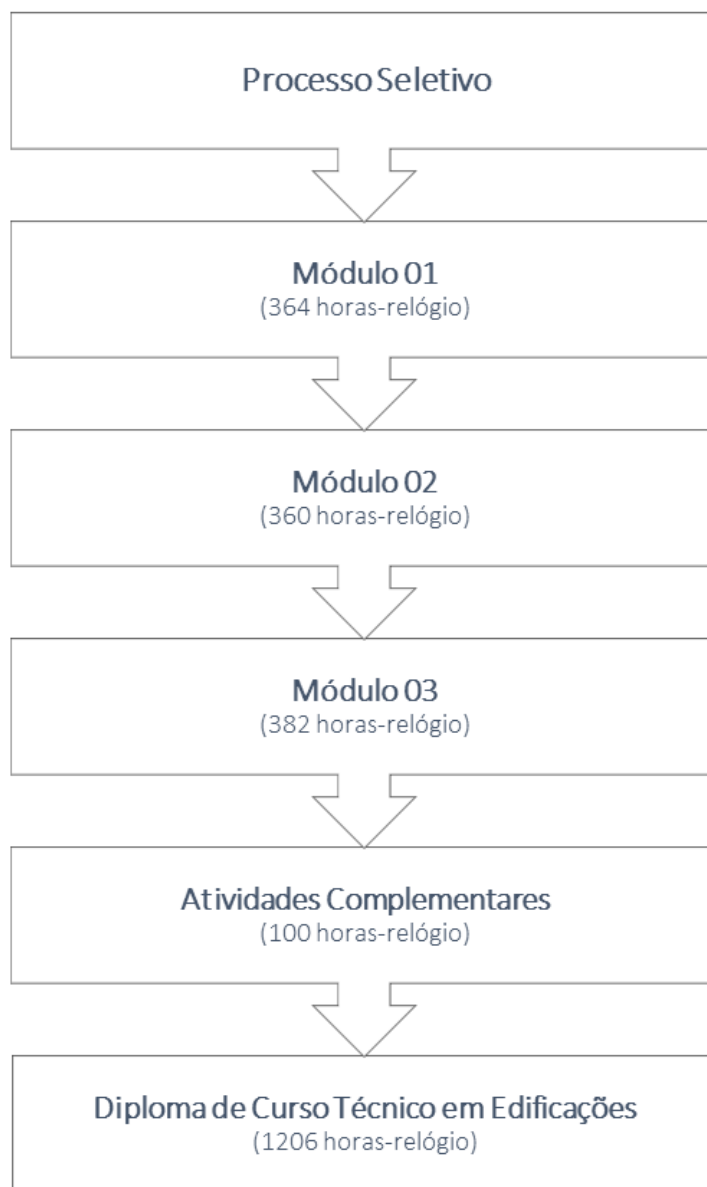 Processo Seletivo
Módulo 01
(364 horas-relógio)
Módulo 02
(360 horas-relógio)
Módulo 03
(382 horas-relógio)
Atividades Complementares
(100 horas-relógio)
Diploma de Curso Técnico em Edificações
(1206 horas-relógio)